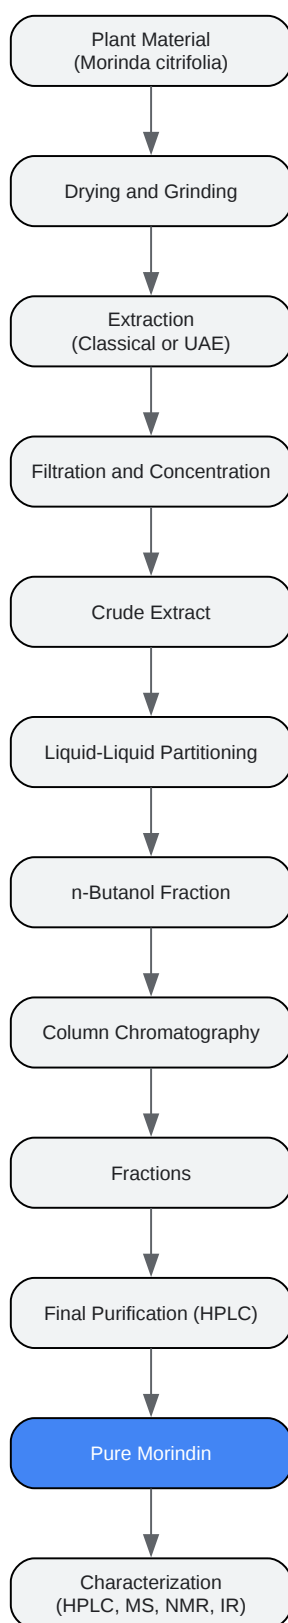 Plant Material
(Morinda citrifolia)
Drying and Grinding
Extraction
(Classical or UAE)
Filtration and Concentration
Crude Extract
Liquid-Liquid Partitioning
n-Butanol Fraction
Column Chromatography
Fractions
Final Purification (HPLC)
Pure Morindin
Characterization
(HPLC, MS, NMR, IR)